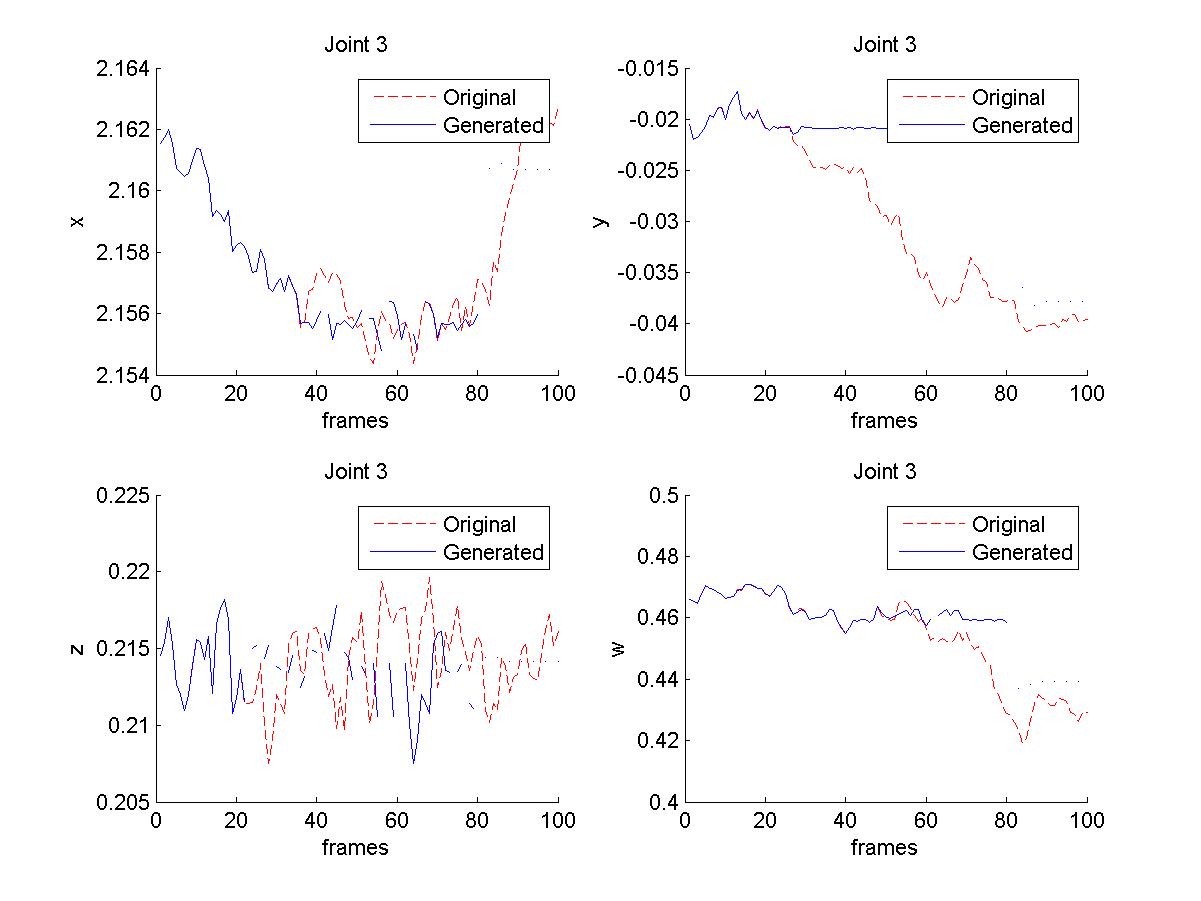 Joint 3
2.164
2.162
2.16
2.158
2.156
2.154
x
0 20 40 60 80 100
frames
Original
Generated
Joint 3
-0.015
-0.02
-0.025
-0.03
-0.035
-0.04
-0.045
y
0 20 40 60 80 100
frames
Original
Generated
Joint 3
0.225
0.22
0.215
0.21
0.205
z
0 20 40 60 80 100
frames
Original
Generated
Joint 3
0.5
0.48
0.46
0.44
0.42
0.4
w
0 20 40 60 80 100
frames
Original
Generated